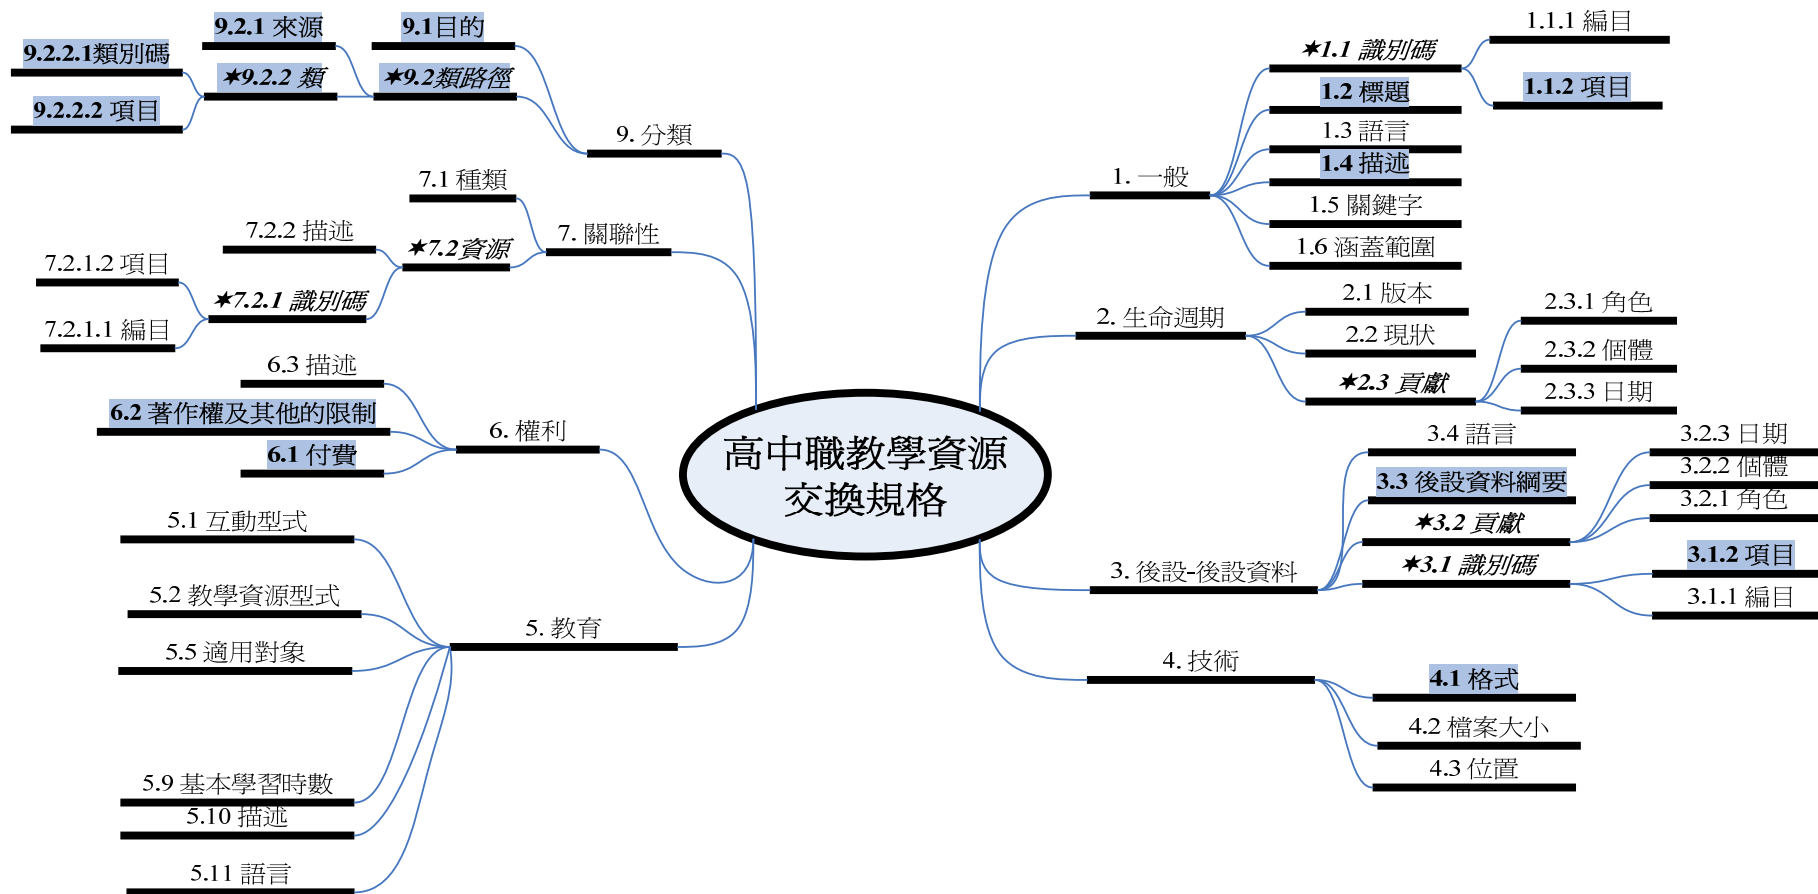 高中職教學資源
交換規格
1. 一般
★1.1 識別碼
1.1.1 編目
1.1.2 項目
1.2 標題
1.3 語言
1.4 描述
1.5 關鍵字
1.6 涵蓋範圍
2. 生命週期
2.1 版本
2.2 現狀
★2.3 貢獻
2.3.1 角色
2.3.2 個體
2.3.3 日期
3. 後設-後設資料
3.4 語言
3.3 後設資料綱要
★3.2 貢獻
3.2.3 日期
3.2.2 個體
3.2.1 角色
★3.1 識別碼
3.1.2 項目
3.1.1 編目
4. 技術
4.1 格式
4.2 檔案大小
4.3 位置
5. 教育
5.1 互動型式
5.2 教學資源型式
5.5 適用對象
5.9 基本學習時數
5.10 描述
5.11 語言
6. 權利
6.3 描述
6.2 著作權及其他的限制
6.1 付費
7. 關聯性
7.1 種類
★7.2資源
7.2.2 描述
★7.2.1 識別碼
7.2.1.2 項目
7.2.1.1 編目
9. 分類
9.1目的
★9.2類路徑
9.2.1 來源
★9.2.2 類
9.2.2.1類別碼
9.2.2.2 項目